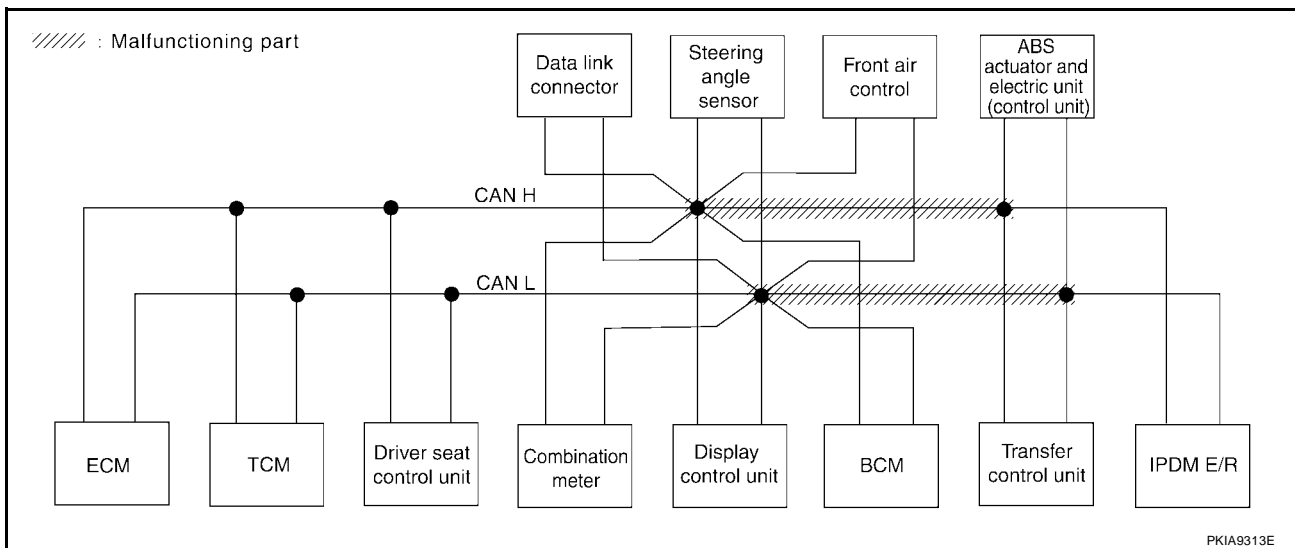 : Malfunctioning part
Data link
connector
Steering
angle
sensor
Front air
control
ABS
actuator and
electric unit
(control unit)
CAN H
CAN L
ECM
TCM
Driver seat
control unit
Combination
meter
Display
control unit
BCM
Transfer
control unit
IPDM E/R
PKIA9313E